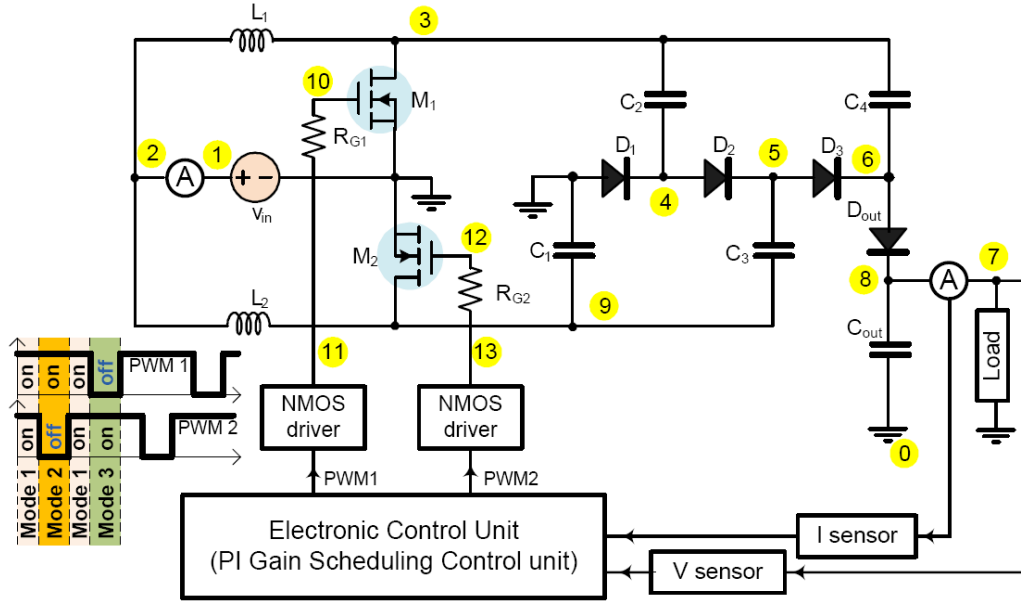 L1
3
10
M1
C2
C4
RG1
2
1
A
D1
D2
5
D3
6
+ -
vin
4
Dout
M2
12
C1
C3
8
A
7
RG2
L2
9
Cout
Load
11
13
PWM 1
on
on
on
off
NMOS
driver
NMOS
driver
PWM 2
on
off
on
on
0
Mode 1
Mode 2
Mode 1
Mode 3
PWM1
PWM2
Electronic Control Unit
(PI Gain Scheduling Control unit)
I sensor
V sensor